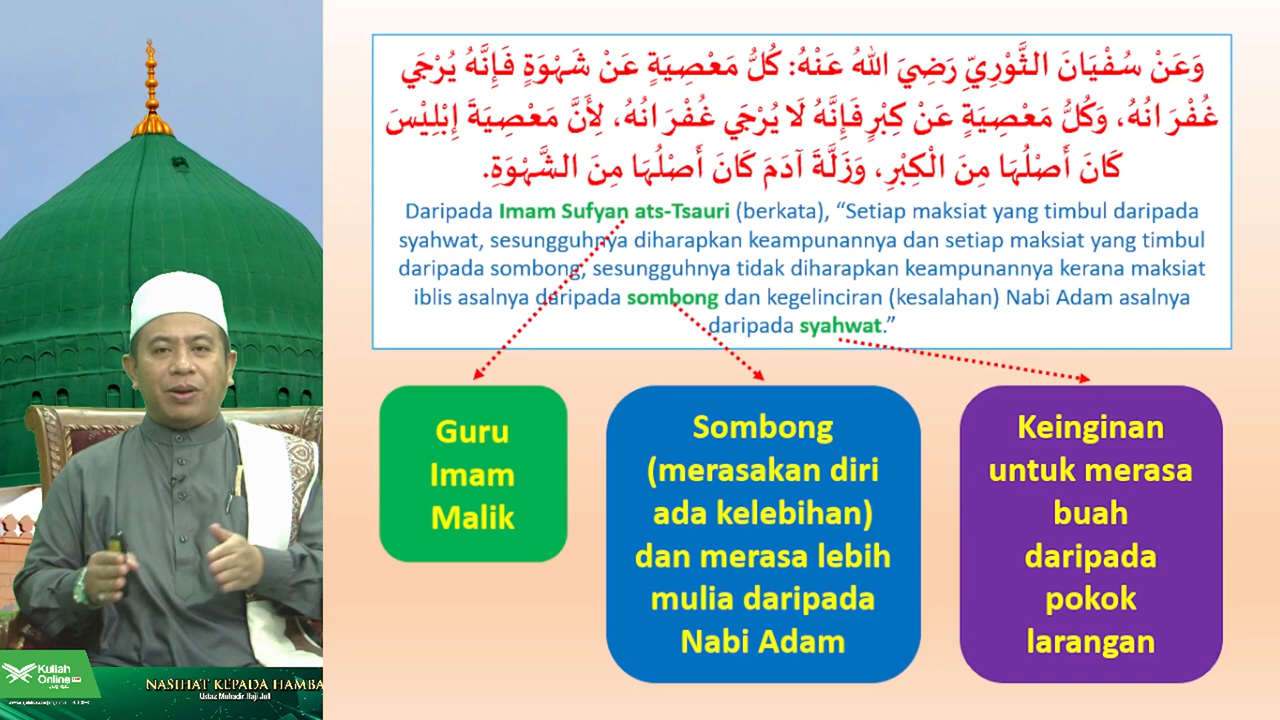 وَعَنْ سُفْيَانَ الثَّوْرِيِّ رَضِيَ اللهُ عَنْهُ: كُلُّ مَعْصِيَةٍ عَنْ شَهْوَةٍ فَإِنَّهُ يُرْجَي
غُفْرَانُهُ، وَكُلُّ مَعْصِيَةٍ عَنْ كِبْرٍ فَإِنَّهُ لَا يُرْجَي غُفْرَانُهُ، لِأَنَّ مَعْصِيَةَ إِبْلِيْسَ
كَانَ أَصْلُهَا مِنَ الْكِبْرِ، وَزَلَّةَ آدَمَ كَانَ أَصْلُهَا مِنَ الشَّهْوَةِ.
Daripada Imam Sufyan ats-Tsauri (berkata), “Setiap maksiat yang timbul daripada
syahwat, sesungguhnya diharapkan keampunannya dan setiap maksiat yang timbul
daripada sombong, sesungguhnya tidak diharapkan keampunannya kerana maksiat
iblis asalnya daripada sombong dan kegelinciran (kesalahan) Nabi Adam asalnya
daripada syahwat.”
Guru
Imam
Malik
Sombong
(merasakan diri
ada kelebihan)
dan merasa lebih
mulia daripada
Nabi Adam
Keinginan
untuk merasa
buah
daripada
pokok
larangan
Kuliah
Online
NASIHAT KEPADA HAMBA
Ustaz Muhadir Haji Joll